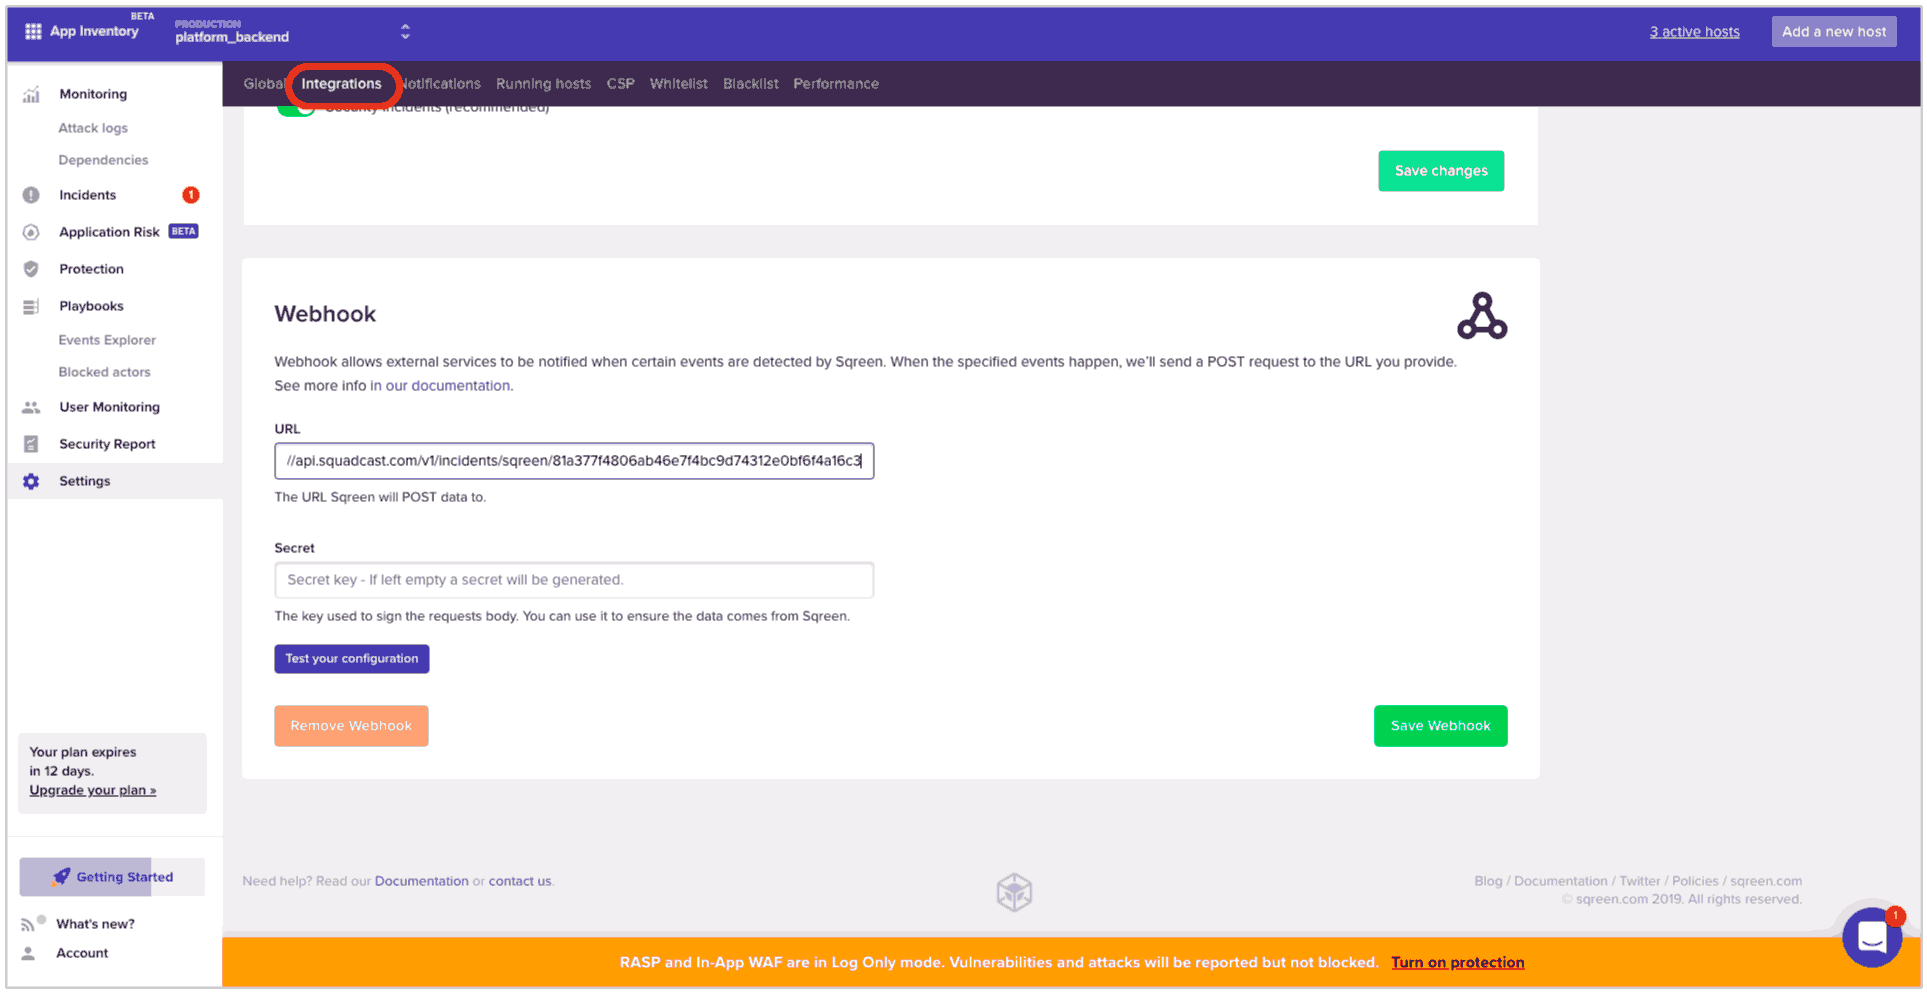 App Inventory
BETA
PRODUCTION
platform_backend
3 active hosts
Add a new host
Global
Integrations
Notifications
Running hosts
CSP
Whitelist
Blacklist
Performance
Monitoring
Attack logs
Dependencies
Incidents
1
Application Risk
BETA
Protection
Playbooks
Events Explorer
Blocked actors
User Monitoring
Security Report
Settings
Your plan expires
in 12 days.
Upgrade your plan »
Getting Started
What's new?
Account
Security incidents (recommended)
Save changes
Webhook
Webhook allows external services to be notified when certain events are detected by Sqreen. When the specified events happen, we'll send a POST request to the URL you provide.
See more info in our documentation.
URL
//api.squadcast.com/v1/incidents/sqreen/81a377f4806ab46e7f4bc9d74312e0bf6f4a16c3
The URL Sqreen will POST data to.
Secret
Secret key - If left empty a secret will be generated.
The key used to sign the requests body. You can use it to ensure the data comes from Sqreen.
Test your configuration
Remove Webhook
Save Webhook
Need help? Read our Documentation or contact us.
Blog / Documentation / Twitter / Policies / sqreen.com
© sqreen.com 2019. All rights reserved.
1
RASP and In-App WAF are in Log Only mode. Vulnerabilities and attacks will be reported but not blocked. Turn on protection